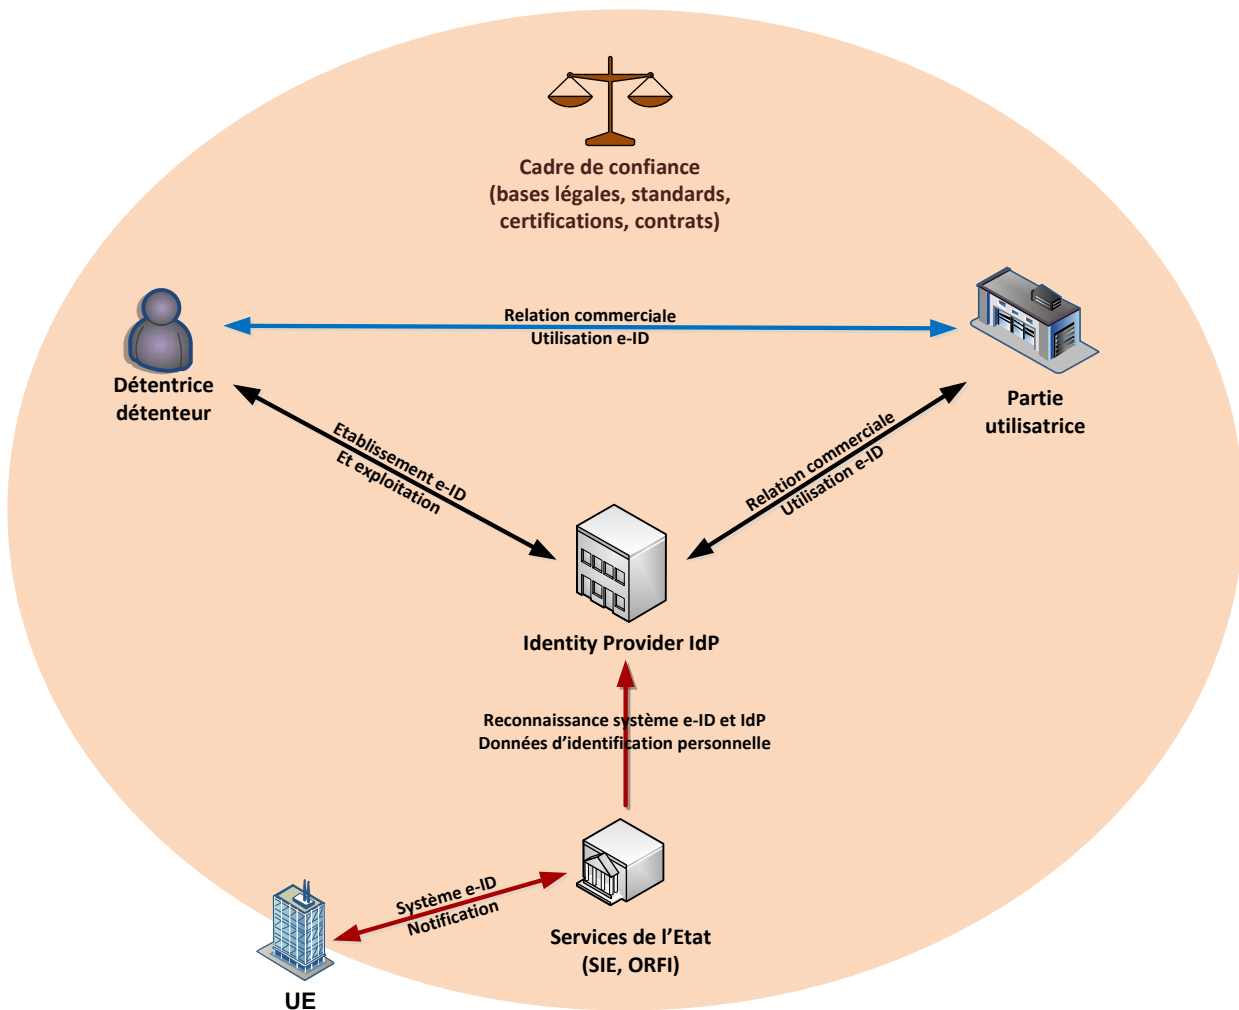 Cadre de confiance
(bases légales, standards,
certifications, contrats)
Relation commerciale
Utilisation e-ID
Détentrice
détenteur
Partie
utilisatrice
Etablissement e-ID
Et exploitation
Relation commerciale
Utilisation e-ID
Identity Provider IdP
Reconnaissance système e-ID et IdP
Données d'identification personnelle
Système e-ID
Notification
Services de l'Etat
(SIE, ORFI)
UE